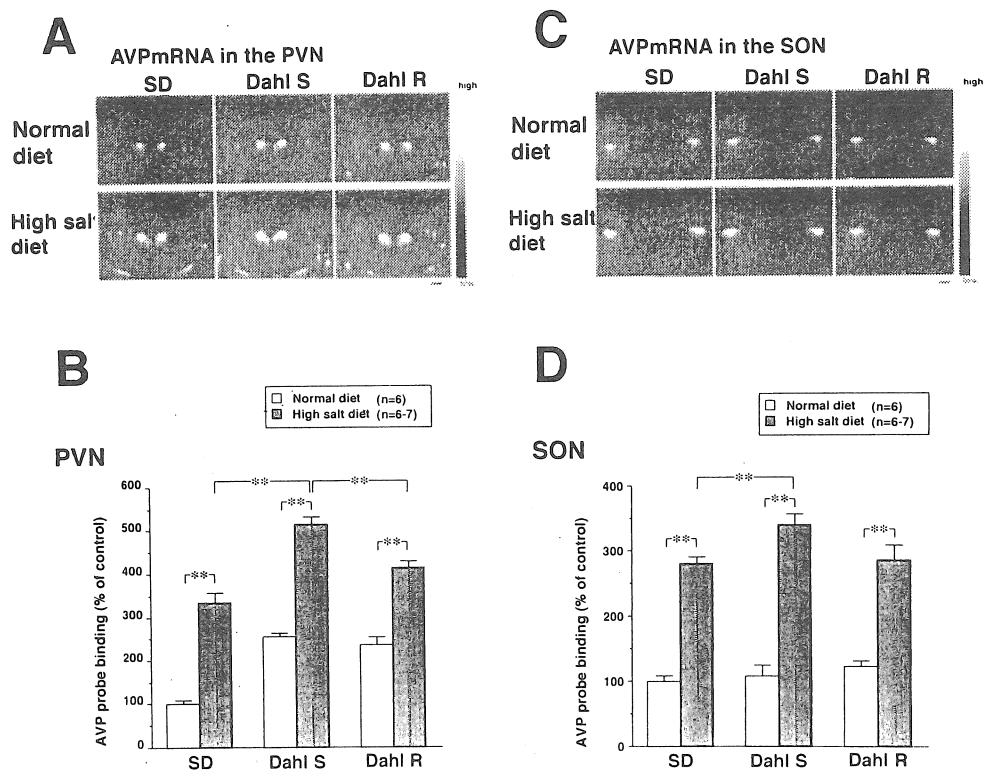 A
AVPmRNA in the PVN
SD Dahl S Dahl R
high
Normal diet
High sal diet
C
AVPmRNA in the SON
SD Dahl S Dahl R
high
Normal diet
High salt diet
B
Normal diet (n=6)
High salt diet (n=6-7)
PVN
AVP probe binding (% of control)
600
500
400
300
200
100
0
**
**
**
**
**
SD Dahl S Dahl R
D
Normal diet (n=6)
High salt diet (n=6-7)
SON
AVP probe binding (% of control)
400
300
200
100
0
**
**
**
**
SD Dahl S Dahl R